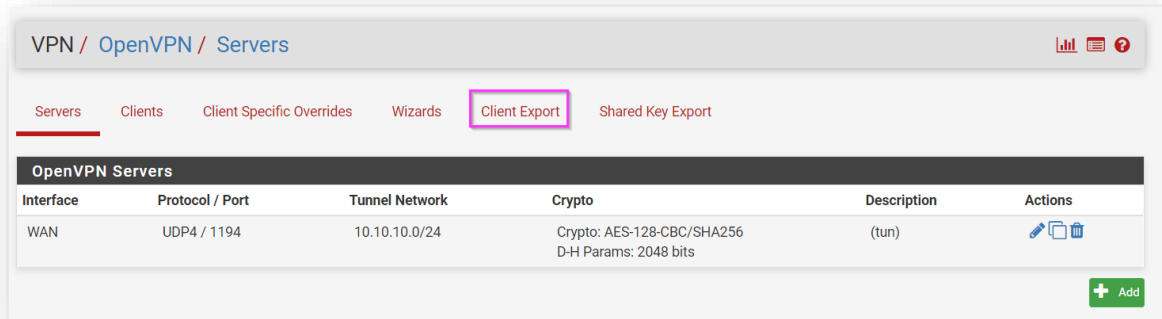 VPN / OpenVPN / Servers
Servers Clients Client Specific Overrides Wizards Client Export Shared Key Export
OpenVPN Servers
Interface Protocol / Port Tunnel Network Crypto Description Actions
WAN UDP4 / 1194 10.10.10.0/24 Crypto: AES-128-CBC/SHA256 (tun)
D-H Params: 2048 bits
Add